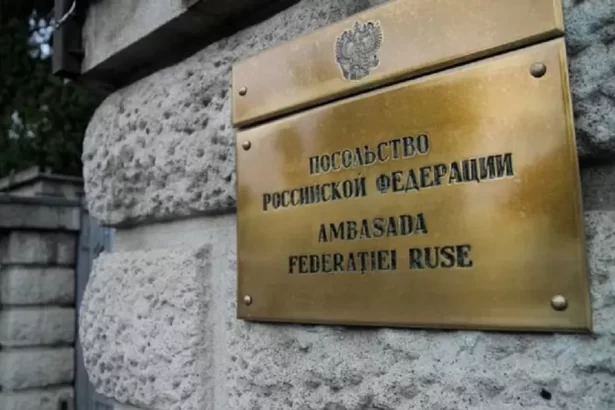 ПОСОЛЬСТВО
РОССИЙСКОЙ ФЕДЕРАЦИИ
AMBASADA
FEDERAȚIEI RUSE